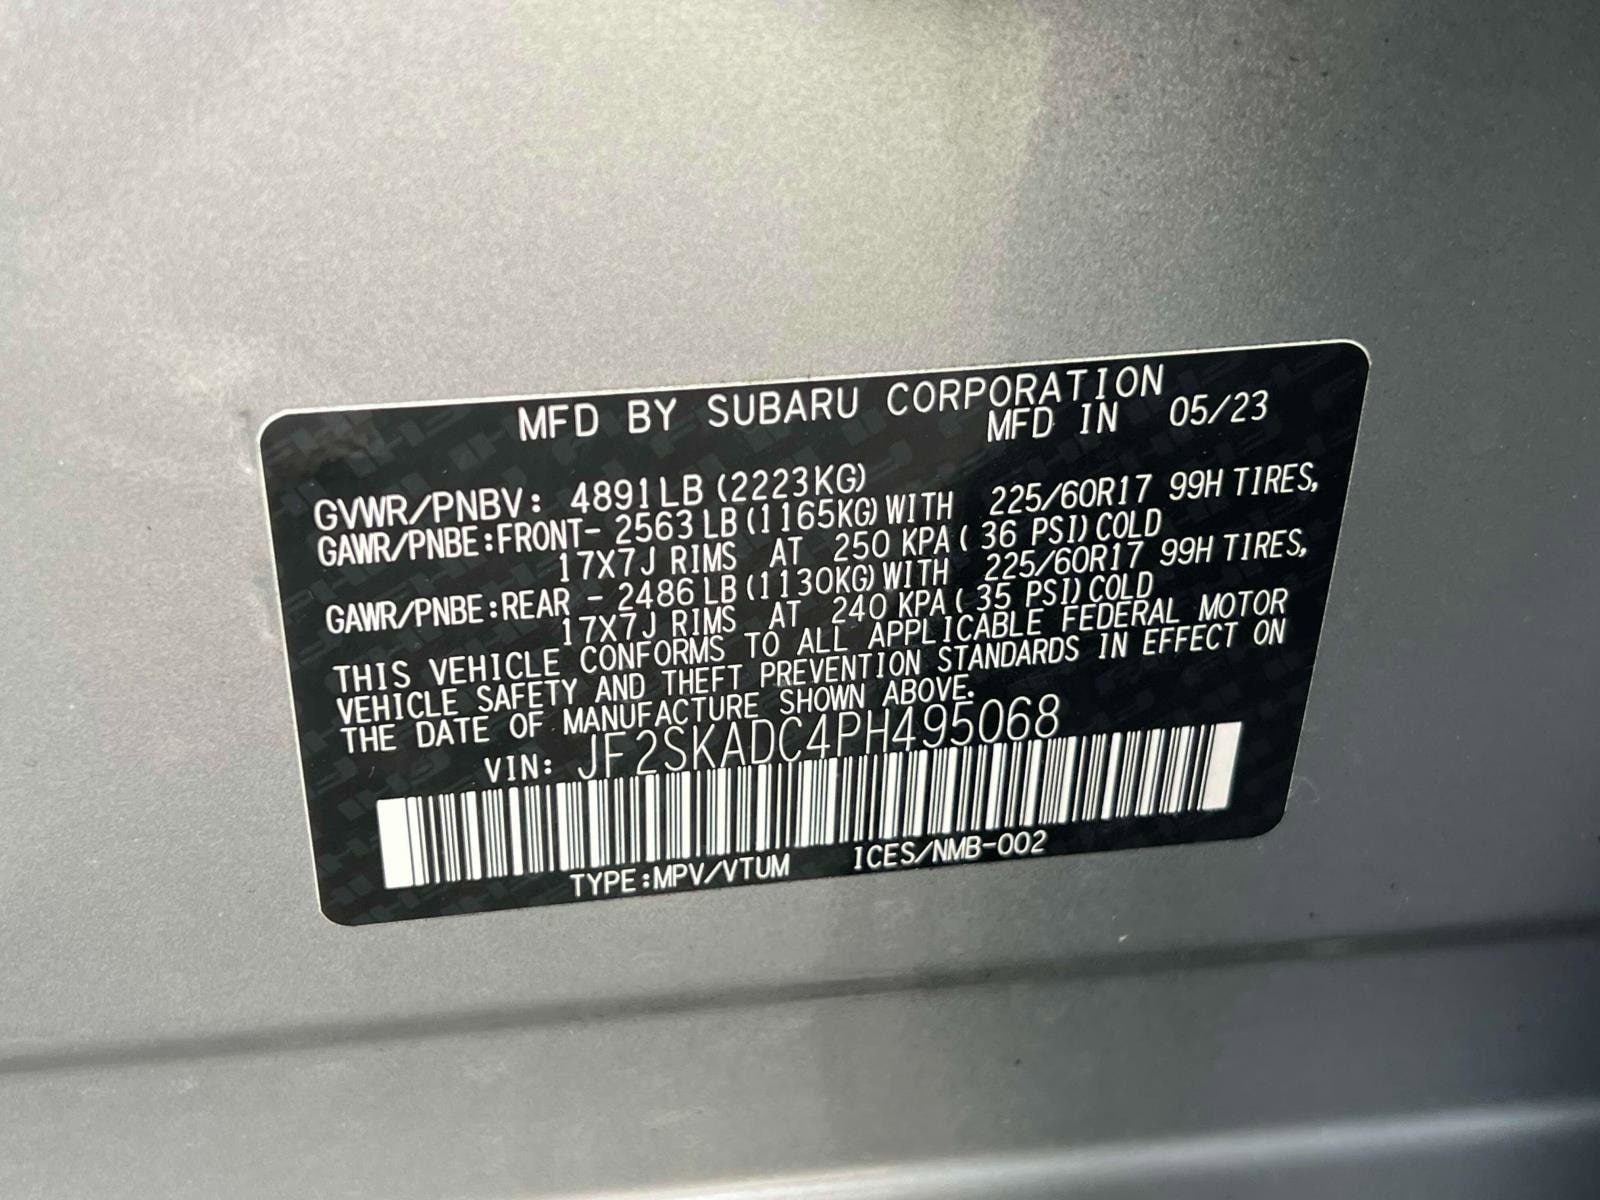 MFD BY SUBARU CORPORATION
MFD IN 05/23
GVWR/PNBV: 4891LB (2223KG)
GAWR/PNBE:FRONT- 2563LB (1165KG) WITH 225/60R17 99H TIRES,
17X7J RIMS AT 250 KPA ( 36 PSI) COLD
GAWR/PNBE:REAR - 2486LB (1130KG) WITH 225/60R17 99H TIRES,
17X7J RIMS AT 240 KPA ( 35 PSI) COLD
THIS VEHICLE CONFORMS TO ALL APPLICABLE FEDERAL MOTOR
VEHICLE SAFETY AND THEFT PREVENTION STANDARDS IN EFFECT ON
THE DATE OF MANUFACTURE SHOWN ABOVE.
VIN: JF2SKADC4PH495068
TYPE:MPV/VTUM ICES/NMB-002